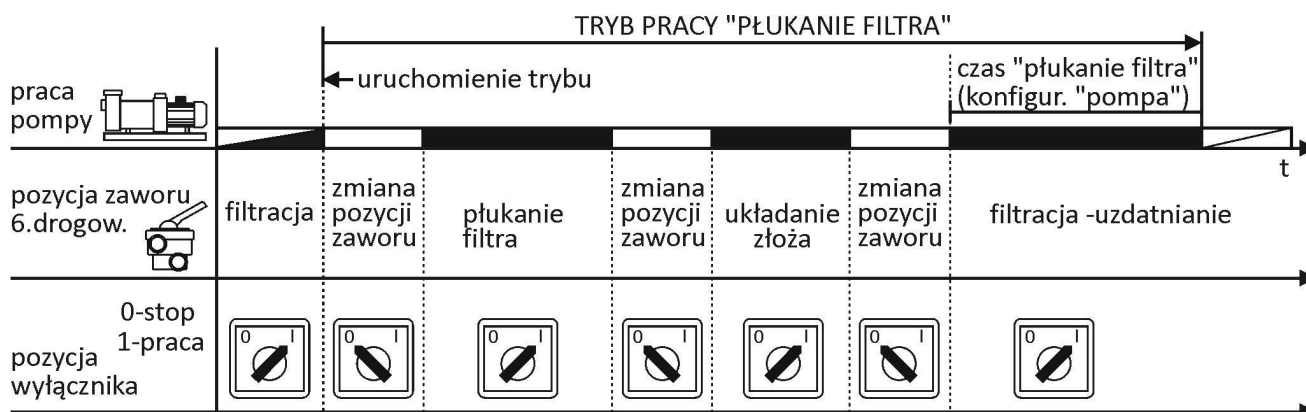 TRYB PRACY "PŁUKANIE FILTRA"
uruchomienie trybu
czas "płukanie filtra"
(konfigur. "pompa")
praca
pompy
t
pozycja zaworu
6.drogow.
filtracja
zmiana
pozycji
zaworu
płukanie
filtra
zmiana
pozycji
zaworu
układanie
złoża
zmiana
pozycji
zaworu
filtracja -uzdatnianie
0-stop
1-praca
pozycja
wyłącznika
0 I
0 I
0 I
0 I
0 I
0 I
0 I